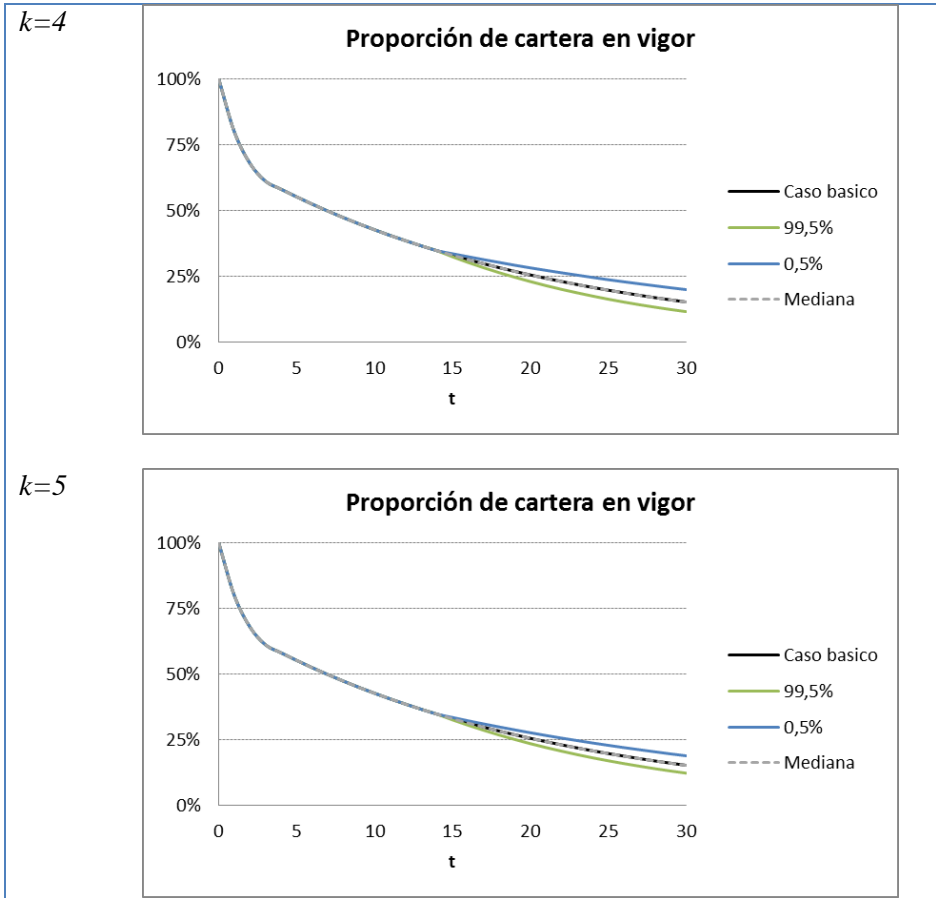 k=4
Proporción de cartera en vigor
100%
75%
50%
25%
0%
0 5 10 15 20 25 30
t
Caso basico
99,5%
0,5%
Mediana
k=5
Proporción de cartera en vigor
100%
75%
50%
25%
0%
0 5 10 15 20 25 30
t
Caso basico
99,5%
0,5%
Mediana